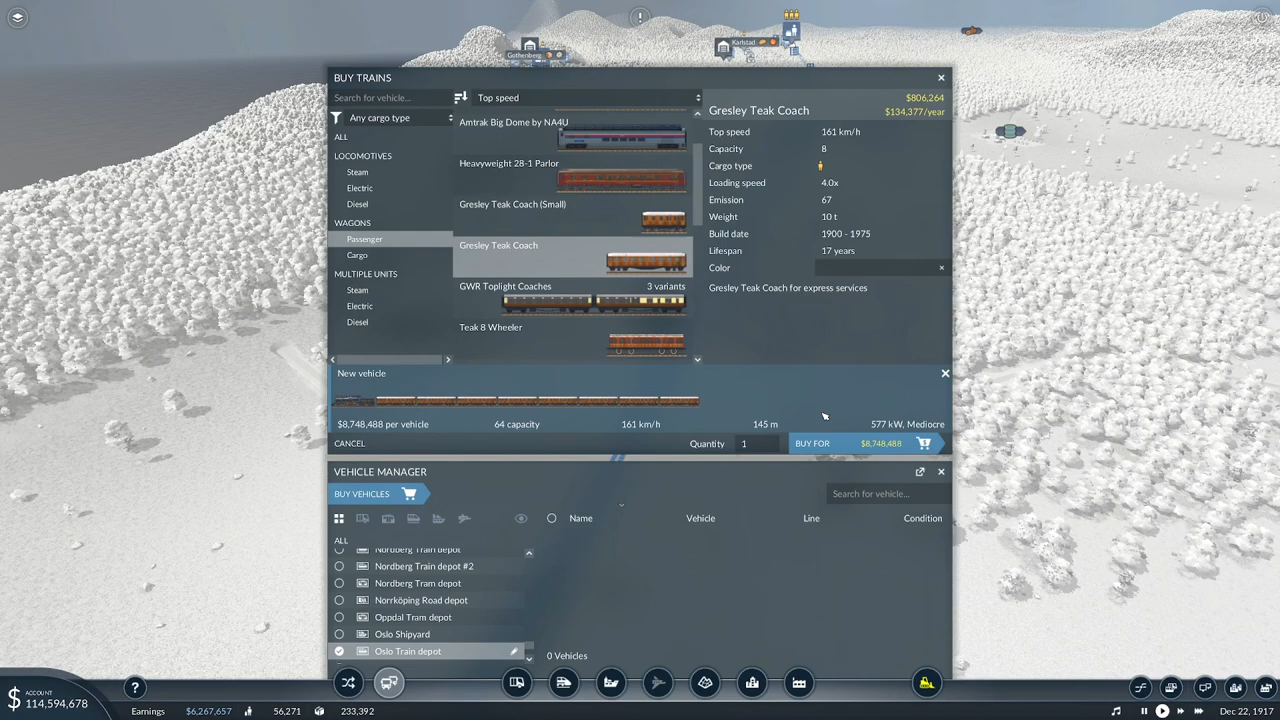 Gothenberg
Karlstad
BUY TRAINS
Search for vehicle...
Top speed
Any cargo type
ALL
LOCOMOTIVES
Steam
Electric
Diesel
WAGONS
Passenger
Cargo
MULTIPLE UNITS
Steam
Electric
Diesel
Amtrak Big Dome by NA4U
Heavyweight 28-1 Parlor
Gresley Teak Coach (Small)
Gresley Teak Coach
GWR Toplight Coaches 3 variants
Teak 8 Wheeler
$806,264
Gresley Teak Coach $134,377/year
Top speed 161 km/h
Capacity 8
Cargo type
Loading speed 4.0x
Emission 67
Weight 10 t
Build date 1900 - 1975
Lifespan 17 years
Color
Gresley Teak Coach for express services
New vehicle
$8,748,488 per vehicle 64 capacity 161 km/h 145 m 577 kW, Mediocre
CANCEL Quantity 1 BUY FOR $8,748,488
VEHICLE MANAGER
BUY VEHICLES Search for vehicle...
Name Vehicle Line Condition
ALL
Nordberg Train depot
Nordberg Train depot #2
Nordberg Tram depot
Norrköping Road depot
Oppdal Tram depot
Oslo Shipyard
Oslo Train depot
0 Vehicles
$ ACCOUNT
114,594,678
?
Earnings $6,267,657 56,271 233,392 Dec 22, 1917